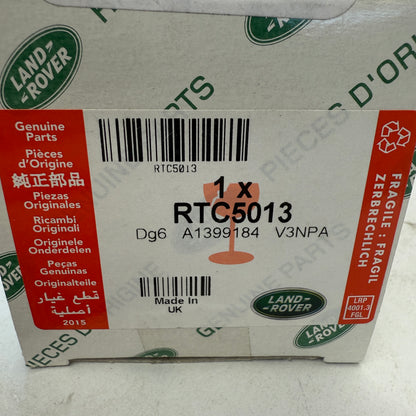 LAND
ROVER
GENUINE PARTS
PIECES D'ORIGINE
Genuine
Parts
Pièces
d'Origine
純正部品
Piezas
Originales
Ricambi
Originali
Originele
Onderdelen
Peças
Genuinas
Originalteile
قطع غيار
أصلية
2015
RTC5013
1 x
RTC5013
Dg6 A1399184 V3NPA
Made In
UK
LAND-
ROVER
FRAGILE : FRAGIL
ZERBRECHLICH
LRP
4001.3
FGL